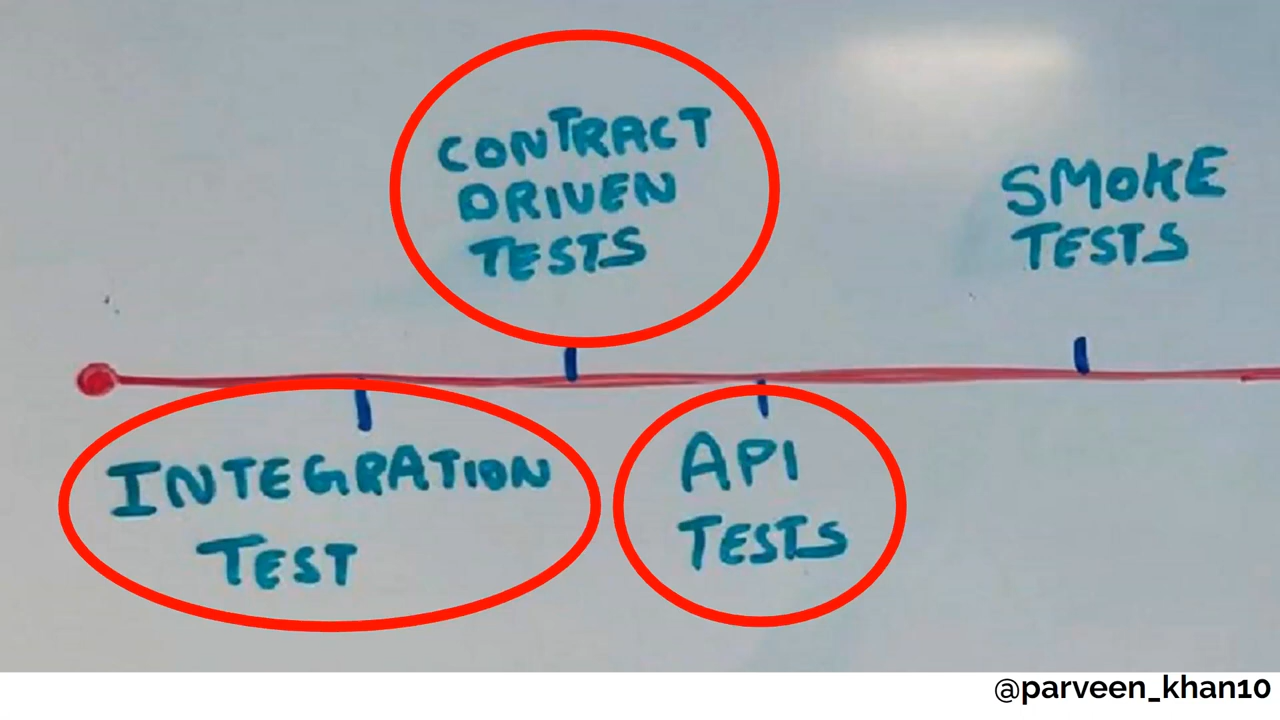 CONTRACT
DRIVEN
TESTS
SMOKE
TESTS
INTEGRATION
TEST
API
TESTS
@parveen_khan10